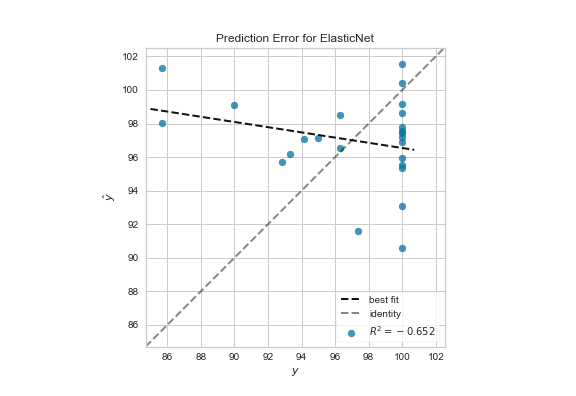 Prediction Error for ElasticNet
102
100
98
96
94
92
90
88
86
ŷ
best fit
identity
R² = −0.652
86 88 90 92 94 96 98 100 102
y